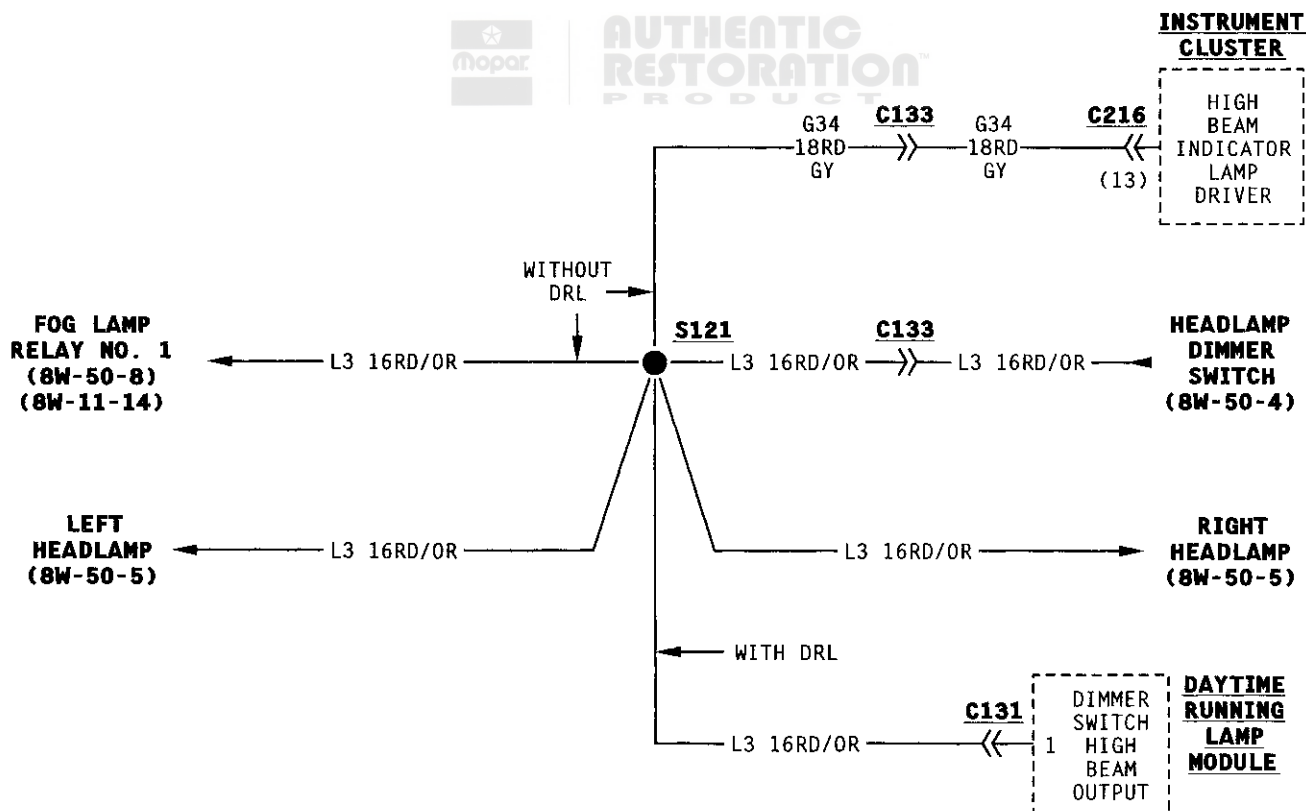 Mopar
AUTHENTIC
RESTORATION™
PRODUCT
INSTRUMENT
CLUSTER
HIGH
BEAM
INDICATOR
LAMP
DRIVER
G34
18RD
GY
C133
G34
18RD
GY
C216
(13)
WITHOUT
DRL
FOG LAMP
RELAY NO. 1
(8W-50-8)
(8W-11-14)
L3 16RD/OR
S121
L3 16RD/OR
C133
L3 16RD/OR
HEADLAMP
DIMMER
SWITCH
(8W-50-4)
LEFT
HEADLAMP
(8W-50-5)
L3 16RD/OR
L3 16RD/OR
RIGHT
HEADLAMP
(8W-50-5)
WITH DRL
L3 16RD/OR
C131
1
DIMMER
SWITCH
HIGH
BEAM
OUTPUT
DAYTIME
RUNNING
LAMP
MODULE